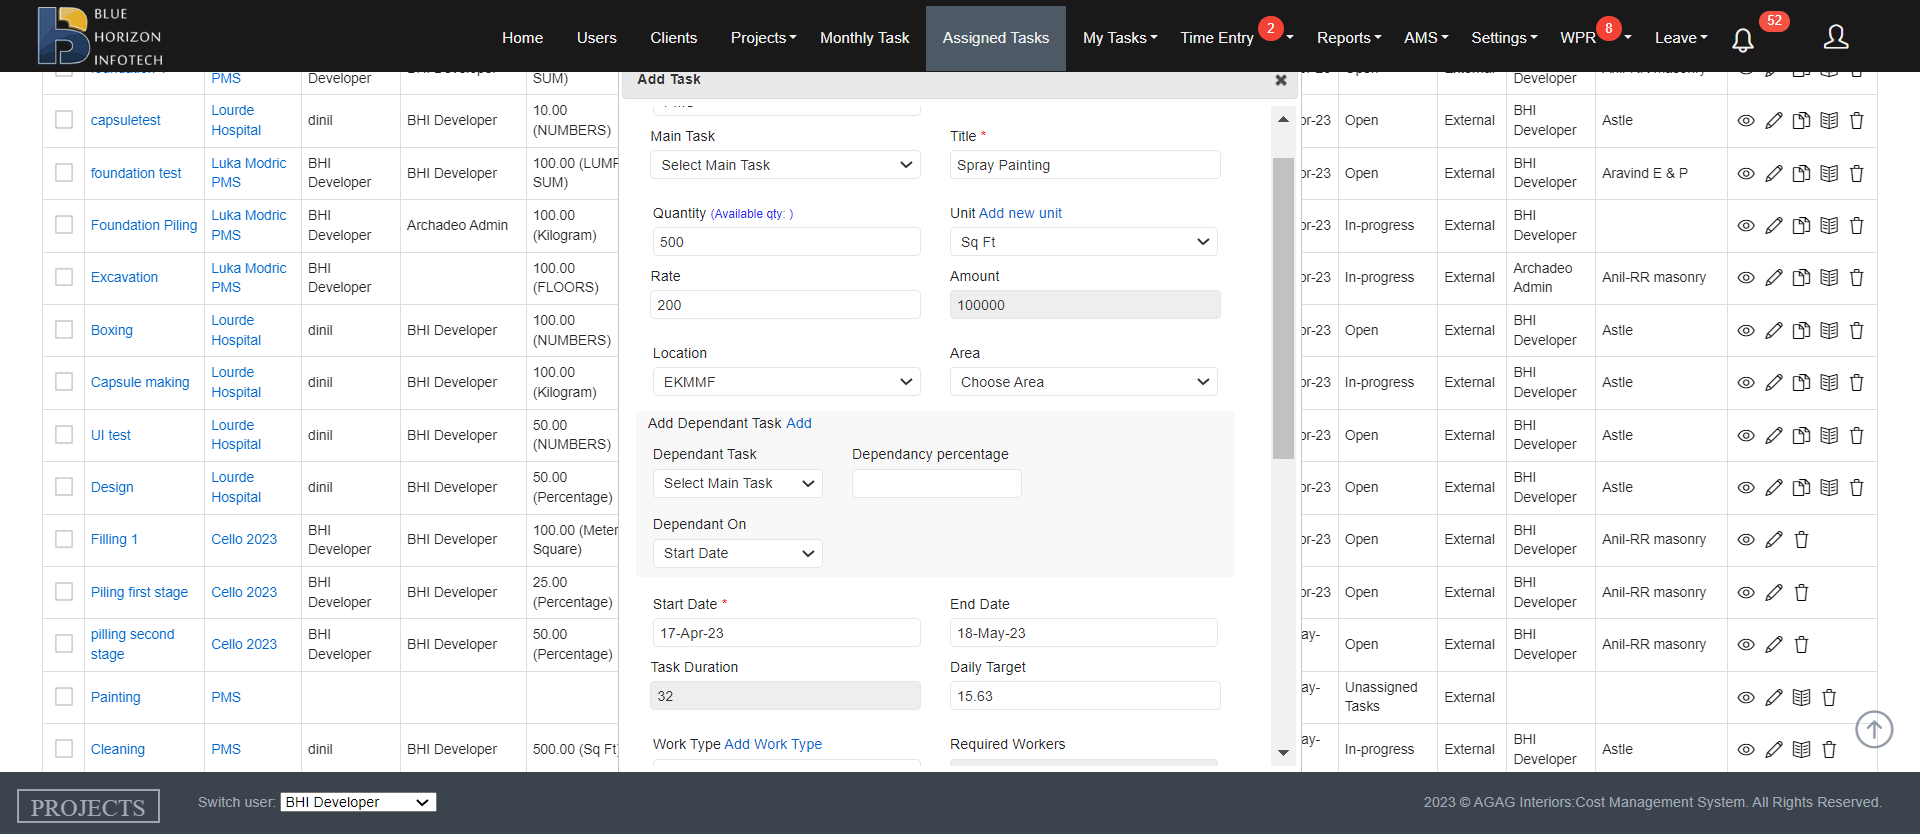 BLUE
HORIZON
INFOTECH
Home
Users
Clients
Projects
Monthly Task
Assigned Tasks
My Tasks
Time Entry
2
Reports
AMS
Settings
WPR
8
Leave
52
PMS
Developer
SUM)
Add Task
Open
External
Developer
Anil-RR masonry
capsuletest
Lourde
Hospital
dinil
BHI Developer
10.00
(NUMBERS)
pr-23
Open
External
BHI
Developer
Astle
foundation test
Luka Modric
PMS
BHI
Developer
BHI Developer
100.00 (LUMP
SUM)
pr-23
Open
External
BHI
Developer
Aravind E & P
Foundation Piling
Luka Modric
PMS
BHI
Developer
Archadeo Admin
100.00
(Kilogram)
pr-23
In-progress
External
BHI
Developer
Excavation
Luka Modric
PMS
BHI
Developer
100.00
(FLOORS)
pr-23
In-progress
External
Archadeo
Admin
Anil-RR masonry
Boxing
Lourde
Hospital
dinil
BHI Developer
100.00
(NUMBERS)
pr-23
Open
External
BHI
Developer
Astle
Capsule making
Lourde
Hospital
dinil
BHI Developer
100.00
(Kilogram)
pr-23
In-progress
External
BHI
Developer
Astle
UI test
Lourde
Hospital
dinil
BHI Developer
50.00
(NUMBERS)
pr-23
Open
External
BHI
Developer
Astle
Design
Lourde
Hospital
dinil
BHI Developer
50.00
(Percentage)
pr-23
Open
External
BHI
Developer
Astle
Filling 1
Cello 2023
BHI
Developer
BHI Developer
100.00 (Meter
Square)
pr-23
Open
External
BHI
Developer
Anil-RR masonry
Piling first stage
Cello 2023
BHI
Developer
BHI Developer
25.00
(Percentage)
pr-23
Open
External
BHI
Developer
Anil-RR masonry
pilling second
stage
Cello 2023
BHI
Developer
BHI Developer
50.00
(Percentage)
ay-
Open
External
BHI
Developer
Anil-RR masonry
Painting
PMS
ay-
Unassigned
Tasks
External
Cleaning
PMS
dinil
BHI Developer
500.00 (Sq Ft)
ay-
In-progress
External
BHI
Developer
Astle
Main Task
Select Main Task
Title *
Spray Painting
Quantity (Available qty: )
500
Unit Add new unit
Sq Ft
Rate
200
Amount
100000
Location
EKMMF
Area
Choose Area
Add Dependant Task Add
Dependant Task
Select Main Task
Dependancy percentage
Dependant On
Start Date
Start Date *
17-Apr-23
End Date
18-May-23
Task Duration
32
Daily Target
15.63
Work Type Add Work Type
Required Workers
PROJECTS
Switch user: BHI Developer
2023 © AGAG Interiors:Cost Management System. All Rights Reserved.